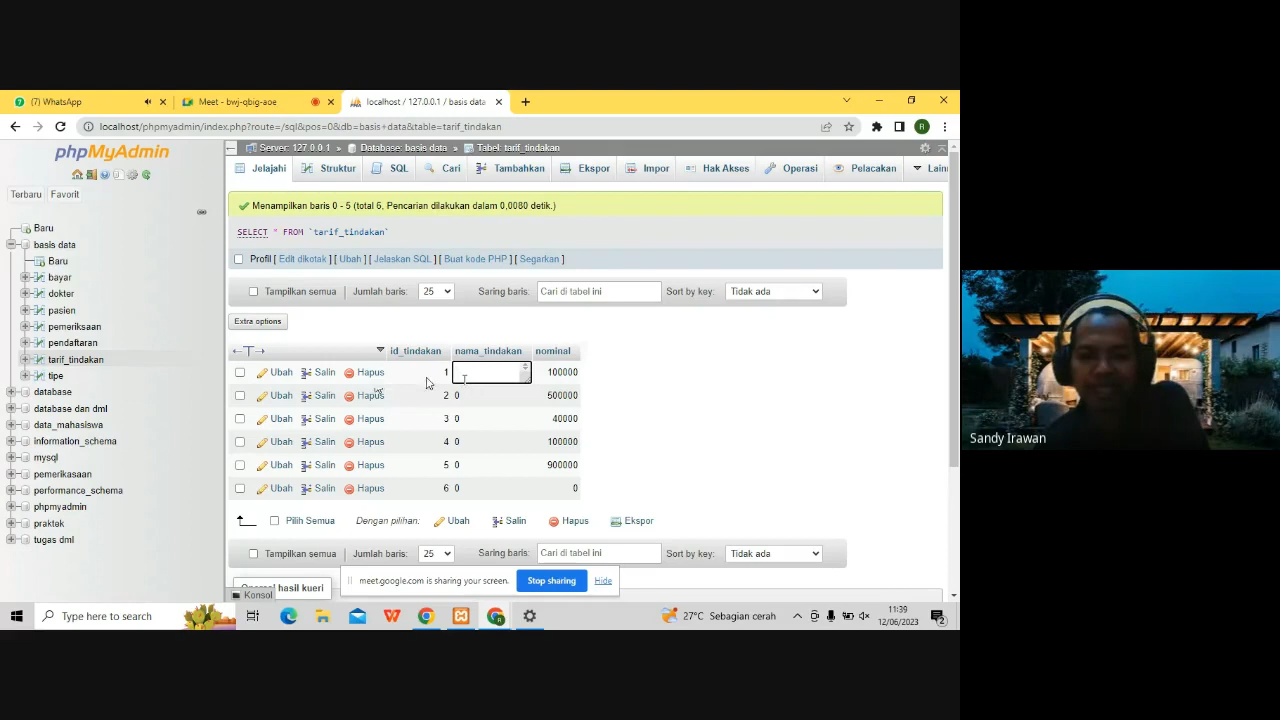 (7) WhatsApp
Meet - bwj-qbig-aoe
localhost / 127.0.0.1 / basis data
localhost/phpmyadmin/index.php?route=/sql&pos=0&db=basis+data&table=tarif_tindakan
R
phpMyAdmin
Terbaru Favorit
Baru
basis data
Baru
bayar
dokter
pasien
pemeriksaan
pendaftaran
tarif_tindakan
tipe
database
database dan dml
data_mahasiswa
information_schema
mysql
pemerikasaan
performance_schema
phpmyadmin
praktek
tugas dml
Server: 127.0.0.1 » Database: basis data » Tabel: tarif_tindakan
Jelajahi Struktur SQL Cari Tambahkan Ekspor Impor Hak Akses Operasi Pelacakan Lain
Menampilkan baris 0 - 5 (total 6, Pencarian dilakukan dalam 0,0080 detik.)
SELECT * FROM `tarif_tindakan`
Profil [ Edit dikotak ] [ Ubah ] [ Jelaskan SQL ] [ Buat kode PHP ] [ Segarkan ]
Tampilkan semua | Jumlah baris: 25 Saring baris: Cari di tabel ini Sort by key: Tidak ada
Extra options
←T→ id_tindakan nama_tindakan nominal
Ubah Salin Hapus 1 100000
Ubah Salin Hapus 2 0 500000
Ubah Salin Hapus 3 0 40000
Ubah Salin Hapus 4 0 100000
Ubah Salin Hapus 5 0 900000
Ubah Salin Hapus 6 0 0
Pilih Semua Dengan pilihan: Ubah Salin Hapus Ekspor
Tampilkan semua | Jumlah baris: 25 Saring baris: Cari di tabel ini Sort by key: Tidak ada
Operasi hasil kueri
Konsol
meet.google.com is sharing your screen. Stop sharing Hide
Type here to search
27°C Sebagian cerah
11:39
12/06/2023
2
Sandy Irawan